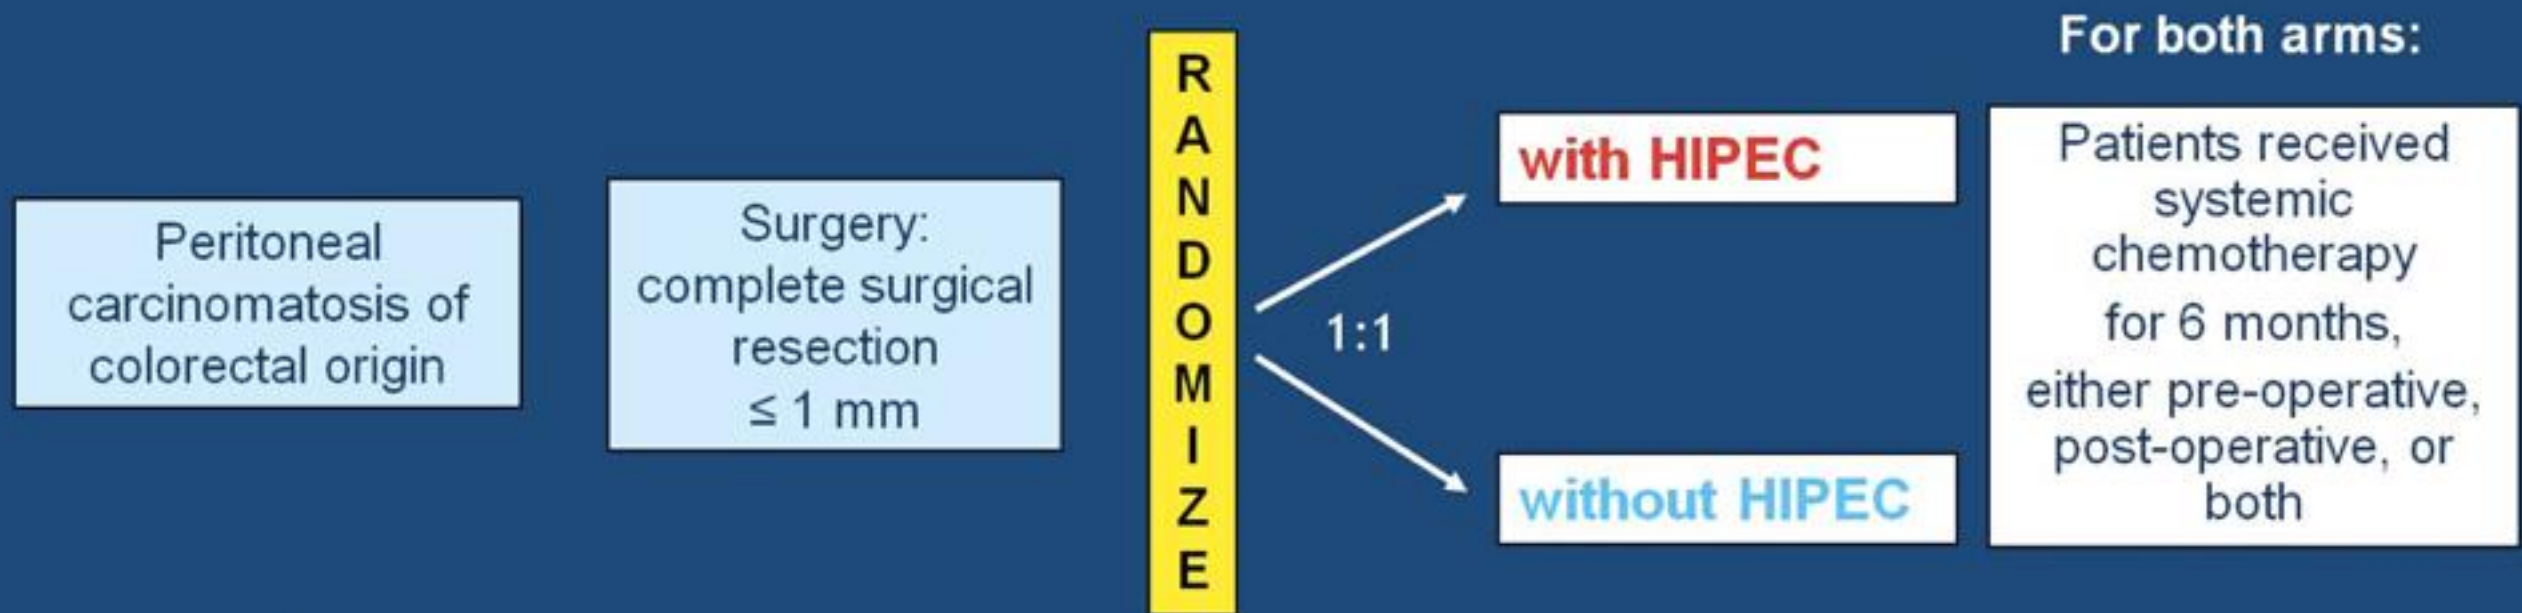 Peritoneal
carcinomatosis of
colorectal origin
Surgery:
complete surgical
resection
≤ 1 mm
R
A
N
D
O
M
I
Z
E
1:1
with HIPEC
without HIPEC
For both arms:
Patients received
systemic
chemotherapy
for 6 months,
either pre-operative,
post-operative, or
both